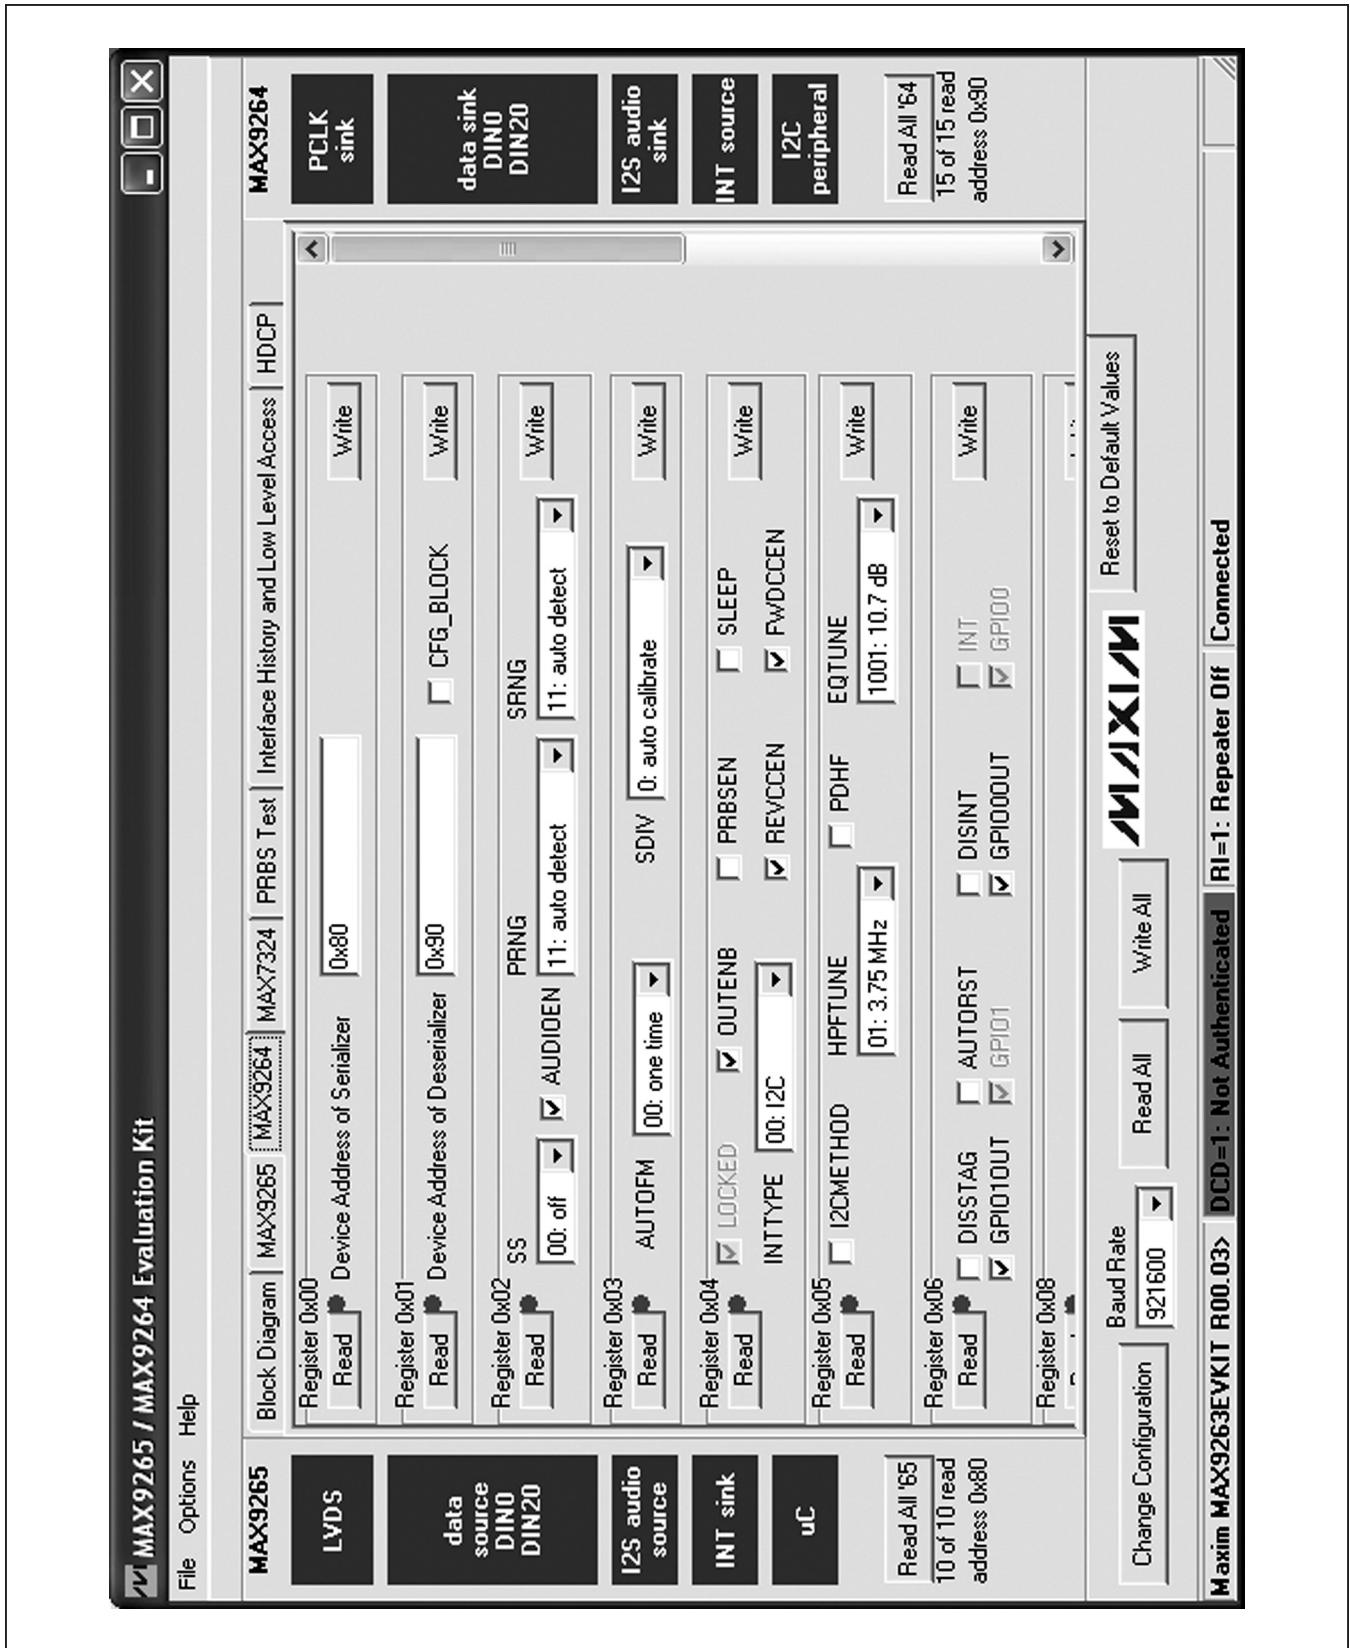 MAX9265 / MAX9264 Evaluation Kit
File Options Help
MAX9265
LVDS
data
source
DIN0
DIN20
I2S audio
source
INT sink
uC
Read All '65
10 of 10 read
address 0x80
Block Diagram MAX9265 MAX9264 MAX7324 PRBS Test Interface History and Low Level Access HDCP
Register 0x00
Read Device Address of Serializer 0x80 Write
Register 0x01
Read Device Address of Deserializer 0x90 CFG_BLOCK Write
Register 0x02
SS PRNG SRNG
Read 00: off AUDIOEN 11: auto detect 11: auto detect Write
Register 0x03
Read AUTOFM 00: one time SDIV 0: auto calibrate Write
Register 0x04
Read LOCKED OUTENB PRBSEN SLEEP Write
INTTYPE 00: I2C REVCCEN FWDCCEN
Register 0x05
I2CMETHOD HPFTUNE PDHF EQTUNE
Read 01: 3.75 MHz 1001: 10.7 dB Write
Register 0x06
Read DISSTAG AUTORST DISINT INT Write
GPIO1OUT GPIO1 GPIO0OUT GPIO0
Register 0x08
MAX9264
PCLK
sink
data sink
DIN0
DIN20
I2S audio
sink
INT source
I2C
peripheral
Read All '64
15 of 15 read
address 0x90
Change Configuration
Baud Rate
921600
Read All
Write All
MAXIM
Reset to Default Values
Maxim MAX9263EVKIT R00.03> DCD=1: Not Authenticated RI=1: Repeater Off Connected